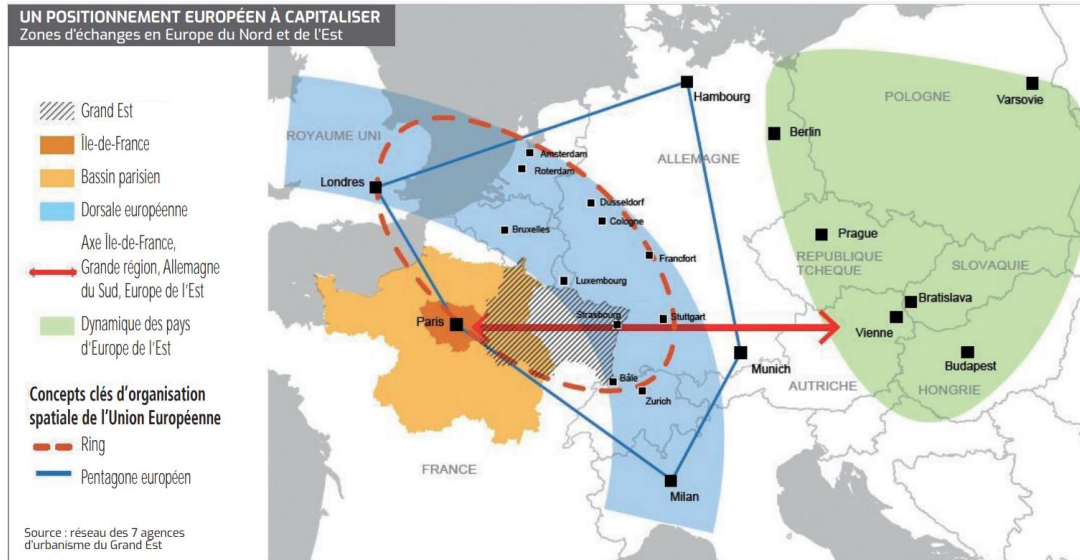 UN POSITIONNEMENT EUROPÉEN À CAPITALISER
Zones d'échanges en Europe du Nord et de l'Est
Grand Est
Île-de-France
Bassin parisien
Dorsale européenne
Axe Île-de-France,
Grande région, Allemagne
du Sud, Europe de l'Est
Dynamique des pays
d'Europe de l'Est
Concepts clés d'organisation
spatiale de l'Union Européenne
Ring
Pentagone européen
Source : réseau des 7 agences
d'urbanisme du Grand Est
Hambourg
POLOGNE
Varsovie
ROYAUME UNI
Berlin
Amsterdam
ALLEMAGNE
Roterdam
Londres
Dusseldorf
Cologne
Bruxelles
Prague
Francfort
REPUBLIQUE
TCHEQUE
SLOVAQUIE
Luxembourg
Bratislava
Strasbourg
Stuttgart
Paris
Vienne
Munich
Budapest
Bâle
AUTRICHE
HONGRIE
Zurich
FRANCE
Milan